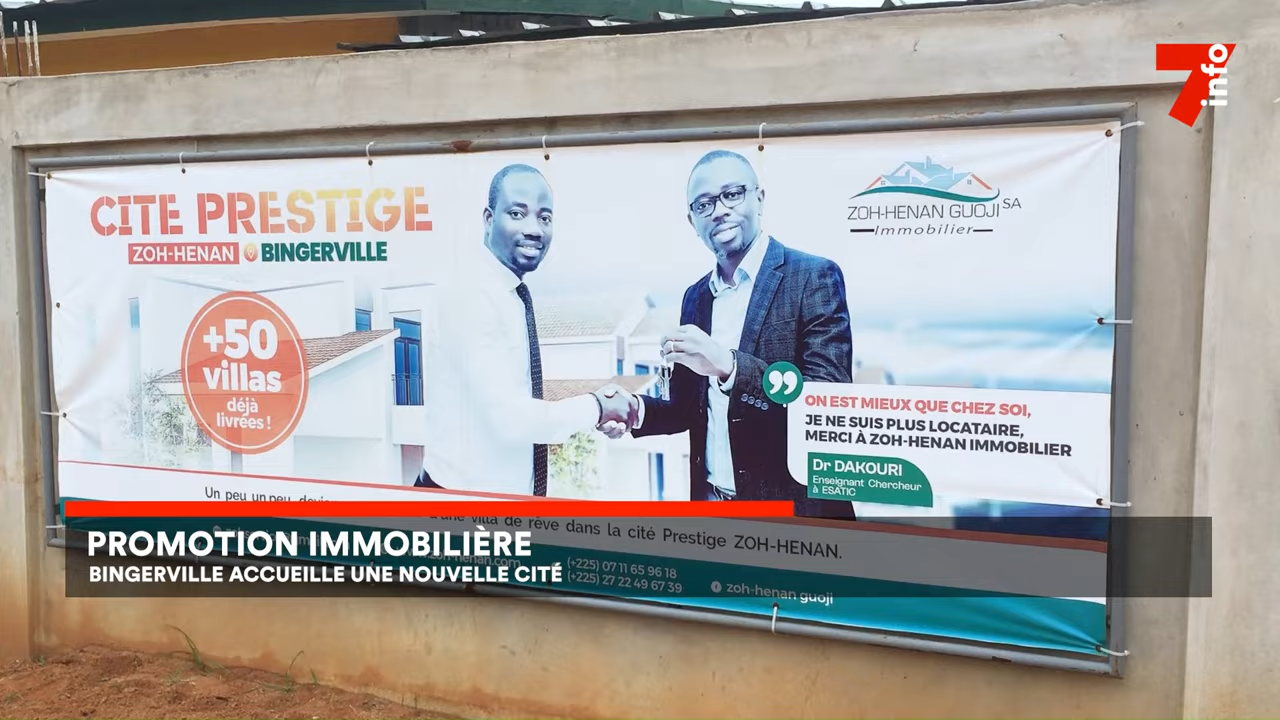 7info
CITE PRESTIGE
ZOH-HENAN BINGERVILLE
+50
villas
déjà
livrées !
ZOH-HENAN GUOJI SA
Immobilier
ON EST MIEUX QUE CHEZ SOI,
JE NE SUIS PLUS LOCATAIRE,
MERCI À ZOH-HENAN IMMOBILIER
Dr DAKOURI
Enseignant Chercheur
à ESATIC
Un peu un peu,
d'une villa de rêve dans la cité Prestige ZOH-HENAN.
PROMOTION IMMOBILIÈRE
BINGERVILLE ACCUEILLE UNE NOUVELLE CITÉ
(+225) 07 11 65 96 18
(+225) 27 22 49 67 39
zoh-henan guoji